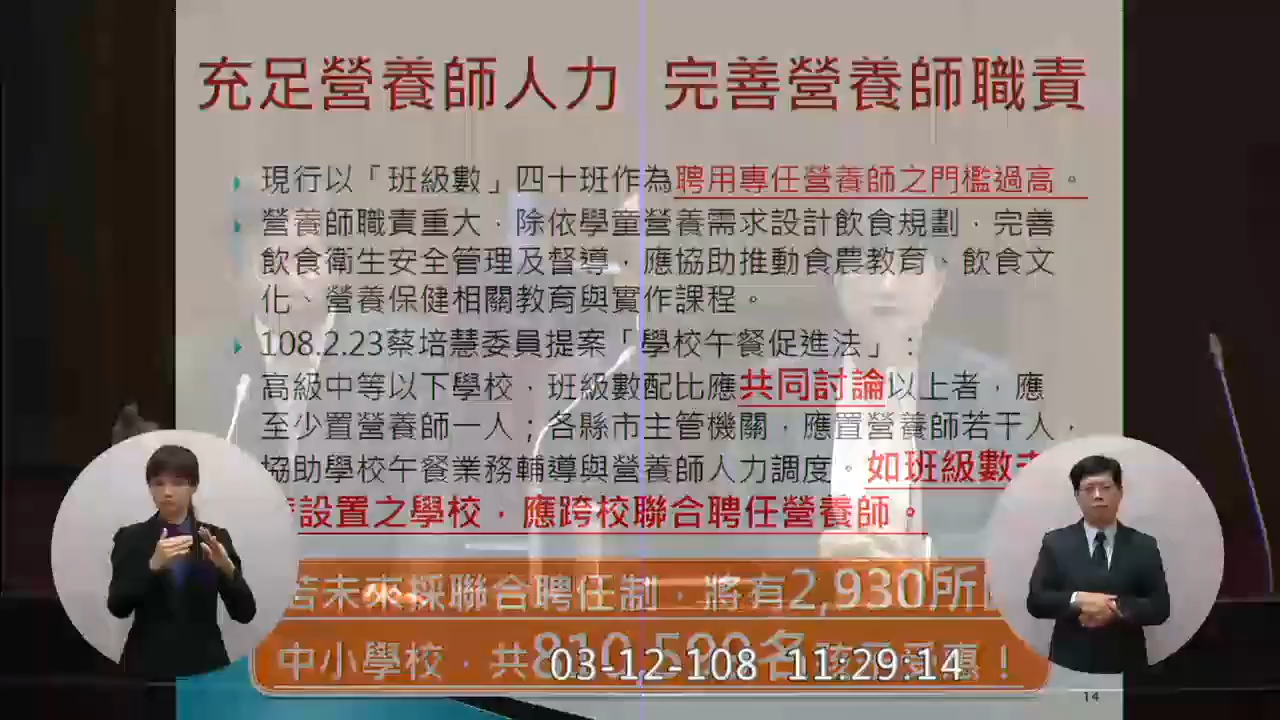 充足營養師人力 完善營養師職責
現行以「班級數」四十班作為聘用專任營養師之門檻過高。
營養師職責重大，除依學童營養需求設計飲食規劃，完善
飲食衛生安全管理及督導，應協助推動食農教育、飲食文
化、營養保健相關教育與實作課程。
108.2.23蔡培慧委員提案「學校午餐促進法」：
高級中等以下學校，班級數配比應共同討論以上者，應
至少置營養師一人；各縣市主管機關，應置營養師若干人，
協助學校午餐業務輔導與營養師人力調度。如班級數
設置之學校，應跨校聯合聘任營養師。
若未來採聯合聘任制，將有2,930所
中小學校，共 名 惠！
03-12-108 11:29:14
14